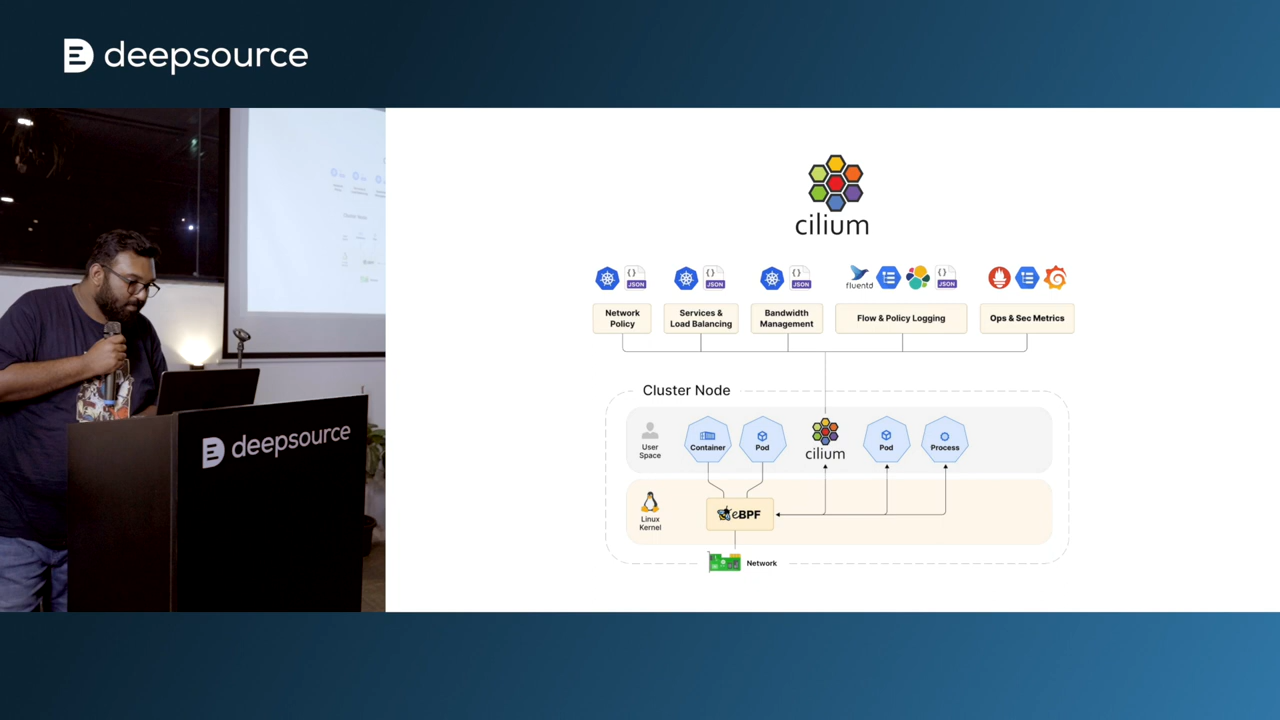 deepsource
deepsource
cilium
JSON
JSON
JSON
fluentd
JSON
Network
Policy
Services &
Load Balancing
Bandwidth
Management
Flow & Policy Logging
Ops & Sec Metrics
Cluster Node
User
Space
Container
Pod
cilium
Pod
Process
Linux
Kernel
eBPF
Network